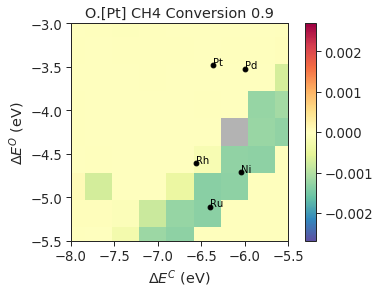 O.[Pt] CH4 Conversion 0.9
ΔE^O (eV)
−3.0
−3.5
−4.0
−4.5
−5.0
−5.5
Pt
Pd
Rh
Ni
Ru
−8.0 −7.5 −7.0 −6.5 −6.0 −5.5
ΔE^C (eV)
0.002
0.001
0.000
−0.001
−0.002